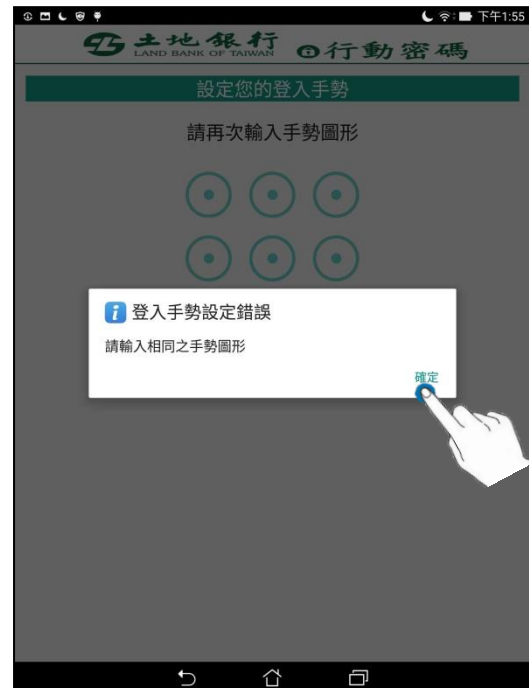 下午1:55
土地銀行
LAND BANK OF TAIWAN
行動密碼
設定您的登入手勢
請再次輸入手勢圖形
登入手勢設定錯誤
請輸入相同之手勢圖形
確定